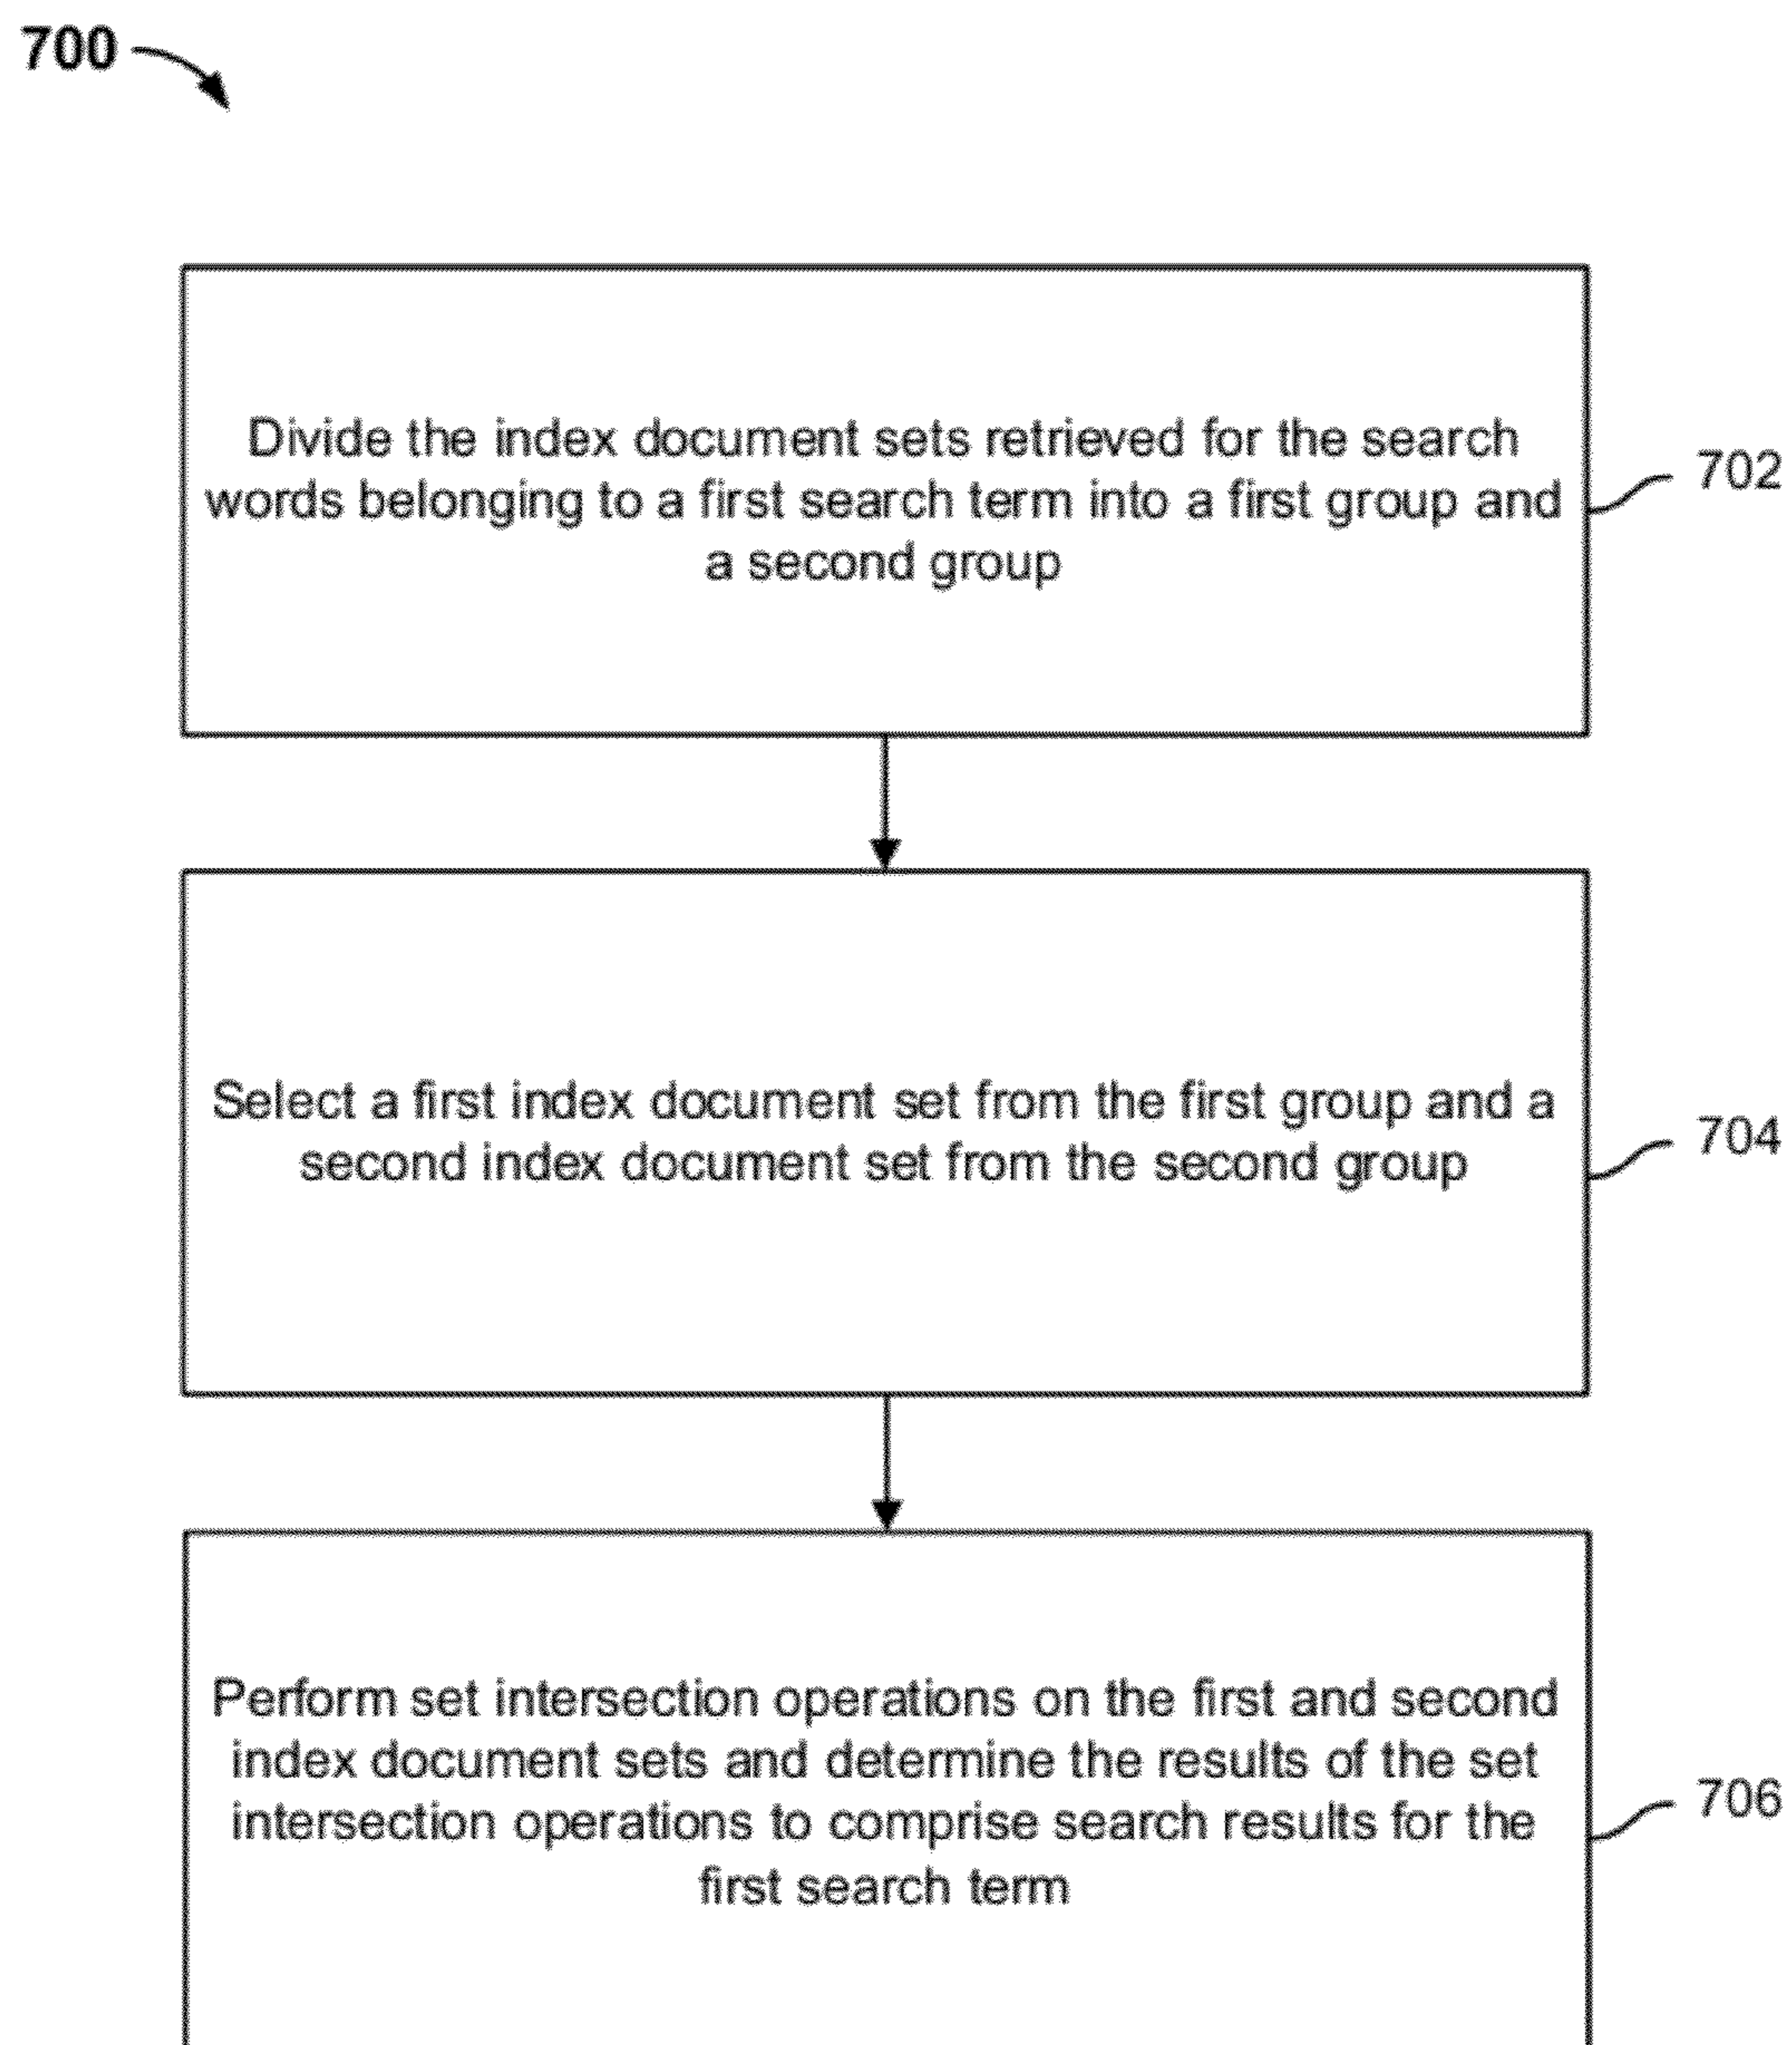 700
Divide the index document sets retrieved for the search
words belonging to a first search term into a first group and
a second group
702
Select a first index document set from the first group and a
second index document set from the second group
704
Perform set intersection operations on the first and second
index document sets and determine the results of the set
intersection operations to comprise search results for the
first search term
706